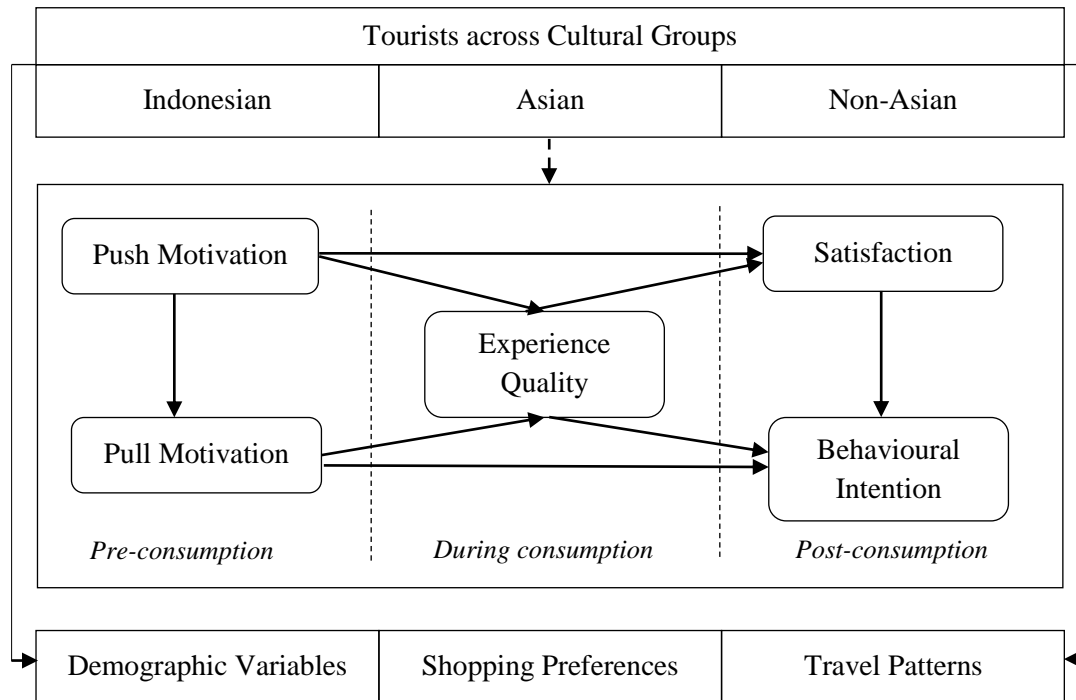 Tourists across Cultural Groups
Indonesian
Asian
Non-Asian
Push Motivation
Satisfaction
Experience
Quality
Pull Motivation
Behavioural
Intention
Pre-consumption
During consumption
Post-consumption
Demographic Variables
Shopping Preferences
Travel Patterns